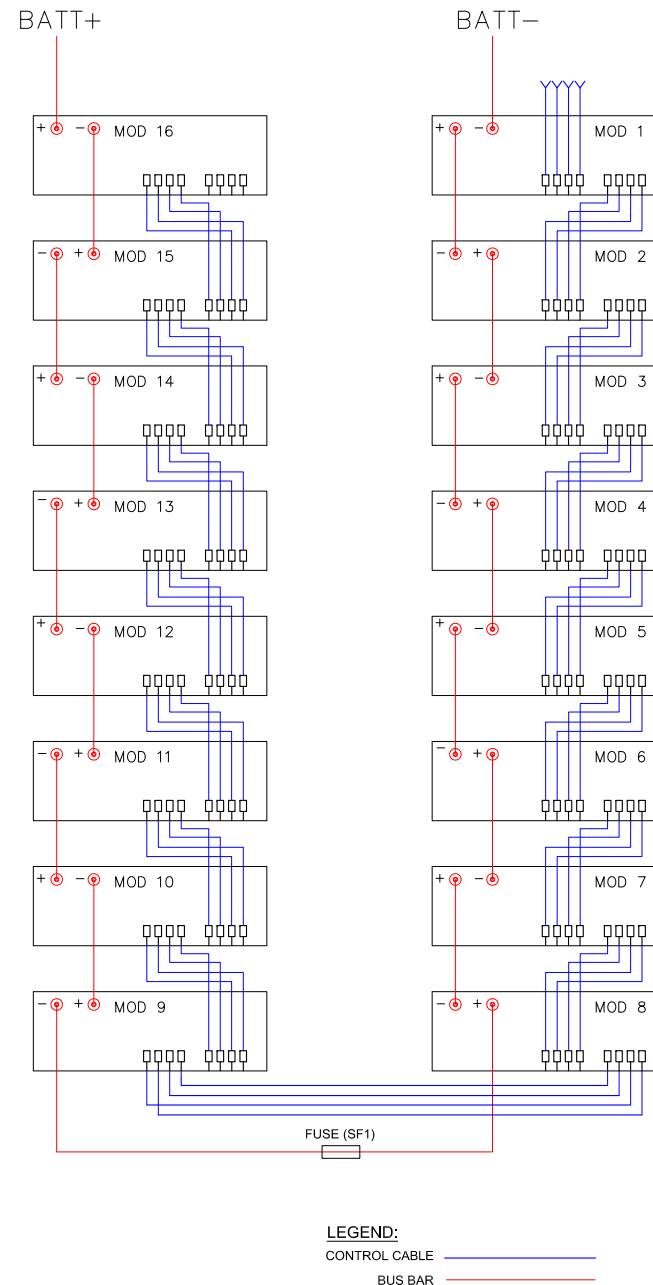 BATT+ BATT-
+ - MOD 16 + - MOD 1
- + MOD 15 - + MOD 2
+ - MOD 14 + - MOD 3
- + MOD 13 - + MOD 4
+ - MOD 12 + - MOD 5
- + MOD 11 - + MOD 6
+ - MOD 10 + - MOD 7
- + MOD 9 - + MOD 8
FUSE (SF1)
LEGEND:
CONTROL CABLE
BUS BAR